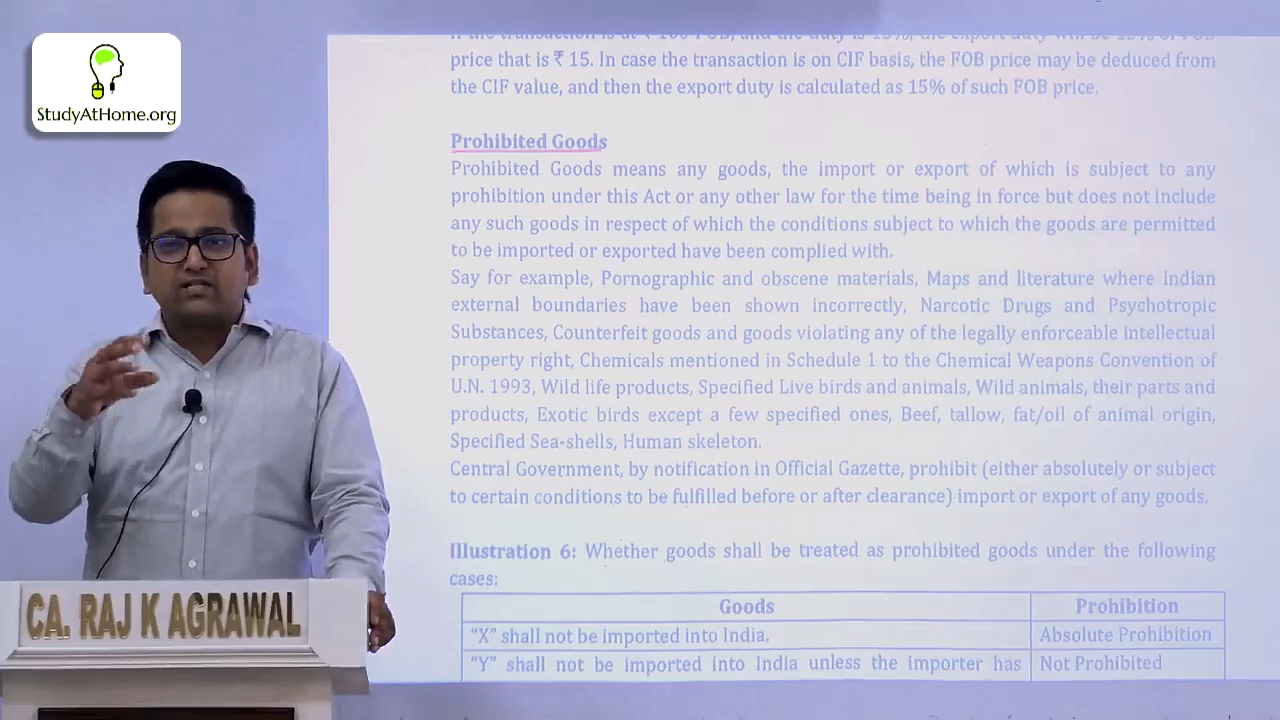 StudyAtHome.org
price that is ₹ 15. In case the transaction is on CIF basis, the FOB price may be deduced from
the CIF value, and then the export duty is calculated as 15% of such FOB price.
Prohibited Goods
Prohibited Goods means any goods, the import or export of which is subject to any
prohibition under this Act or any other law for the time being in force but does not include
any such goods in respect of which the conditions subject to which the goods are permitted
to be imported or exported have been complied with.
Say for example, Pornographic and obscene materials, Maps and literature where Indian
external boundaries have been shown incorrectly, Narcotic Drugs and Psychotropic
Substances, Counterfeit goods and goods violating any of the legally enforceable intellectual
property right, Chemicals mentioned in Schedule 1 to the Chemical Weapons Convention of
U.N. 1993, Wild life products, Specified Live birds and animals, Wild animals, their parts and
products, Exotic birds except a few specified ones, Beef, tallow, fat/oil of animal origin,
Specified Sea-shells, Human skeleton.
Central Government, by notification in Official Gazette, prohibit (either absolutely or subject
to certain conditions to be fulfilled before or after clearance) import or export of any goods.
Illustration 6: Whether goods shall be treated as prohibited goods under the following
cases:
Goods Prohibition
"X" shall not be imported into India. Absolute Prohibition
"Y" shall not be imported into India unless the importer has Not Prohibited
CA. RAJ K AGRAWAL